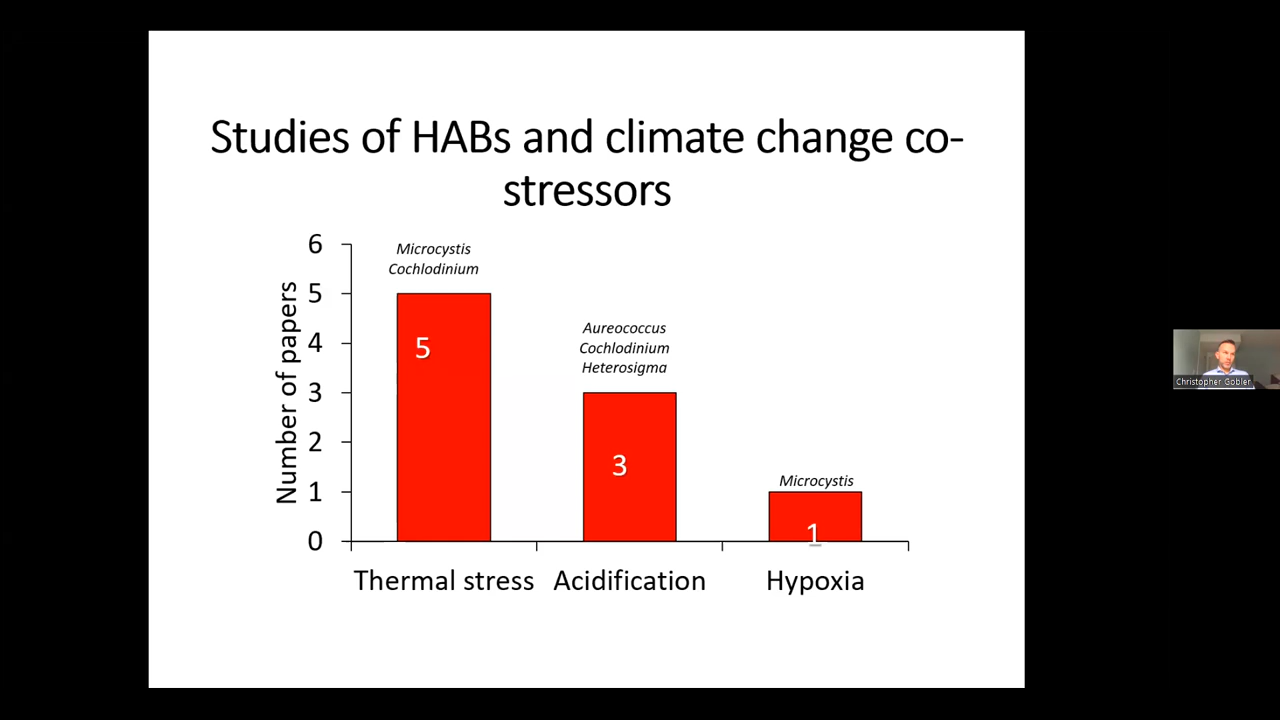 Studies of HABs and climate change co-
stressors
Number of papers
6
5
4
3
2
1
0
Microcystis
Cochlodinium
5
Aureococcus
Cochlodinium
Heterosigma
3
Microcystis
1
Thermal stress
Acidification
Hypoxia
Christopher Gobler